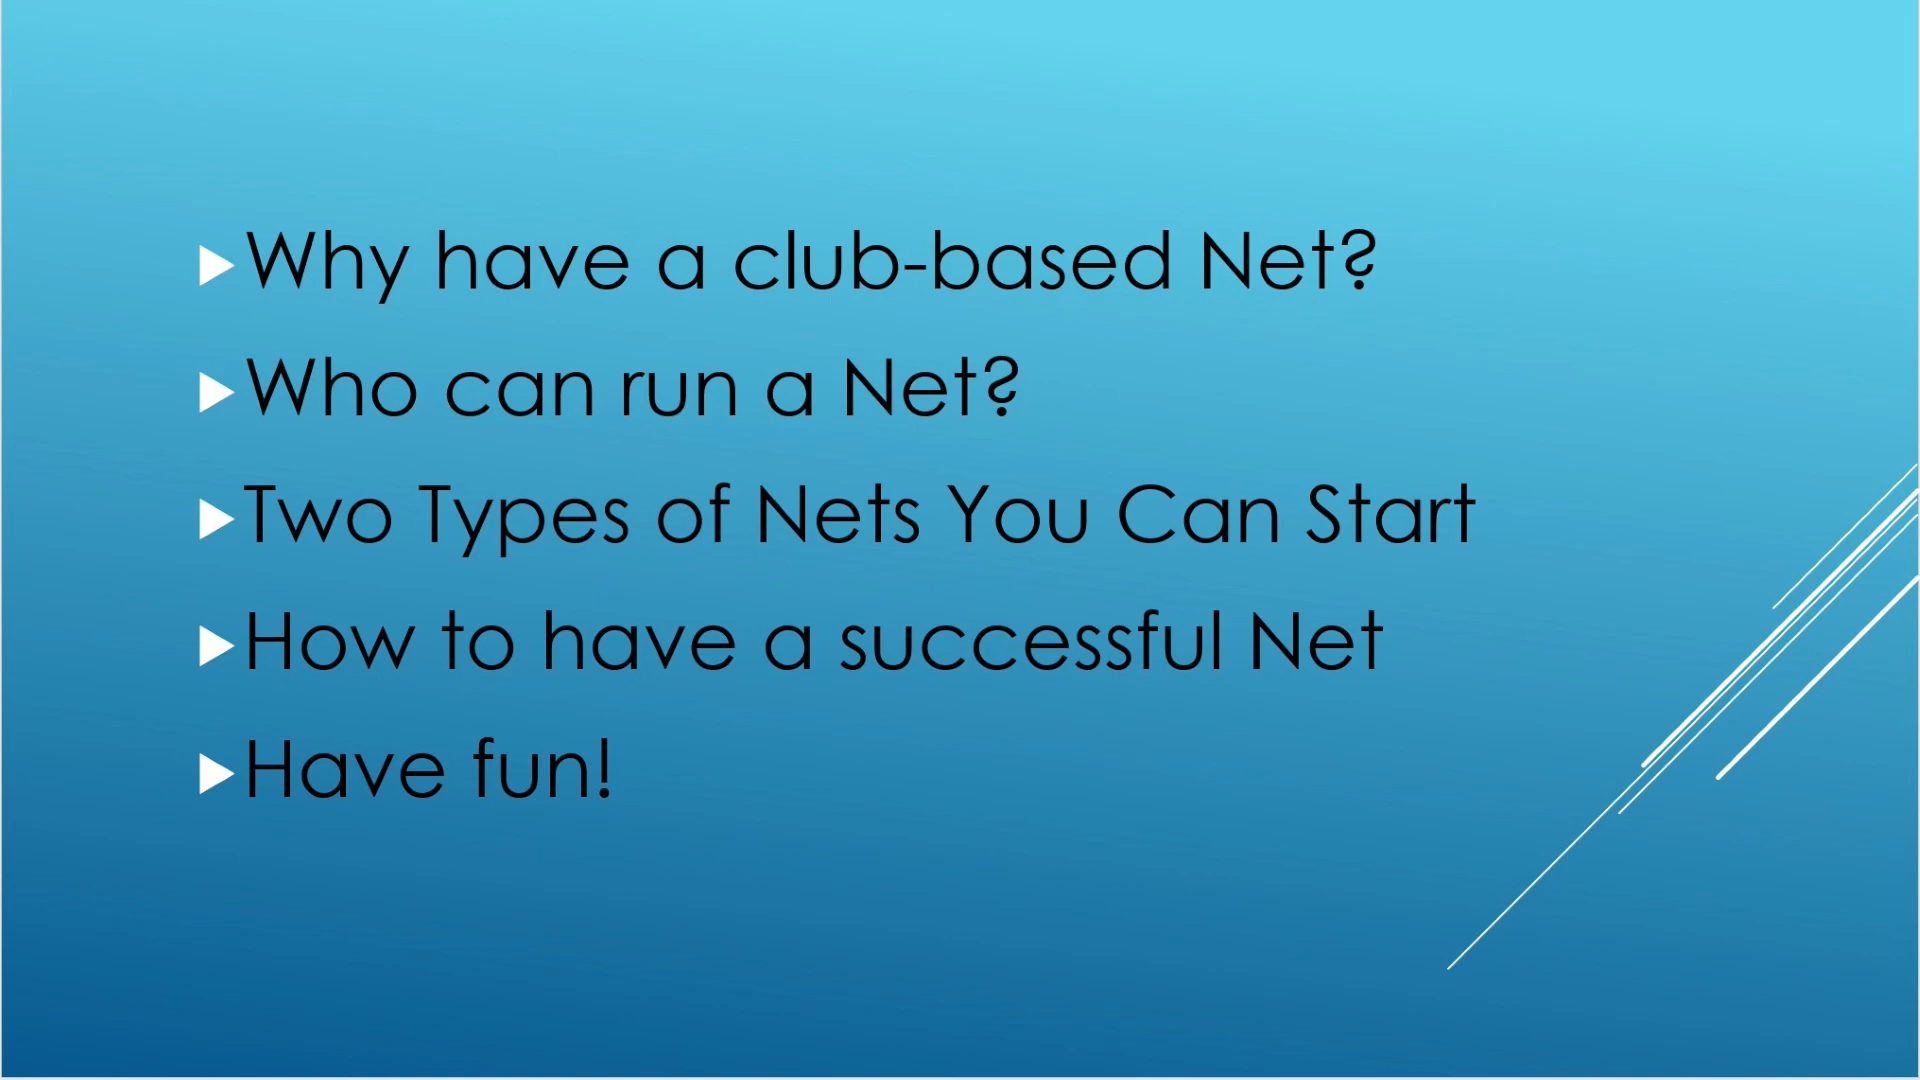 Why have a club-based Net?
Who can run a Net?
Two Types of Nets You Can Start
How to have a successful Net
Have fun!